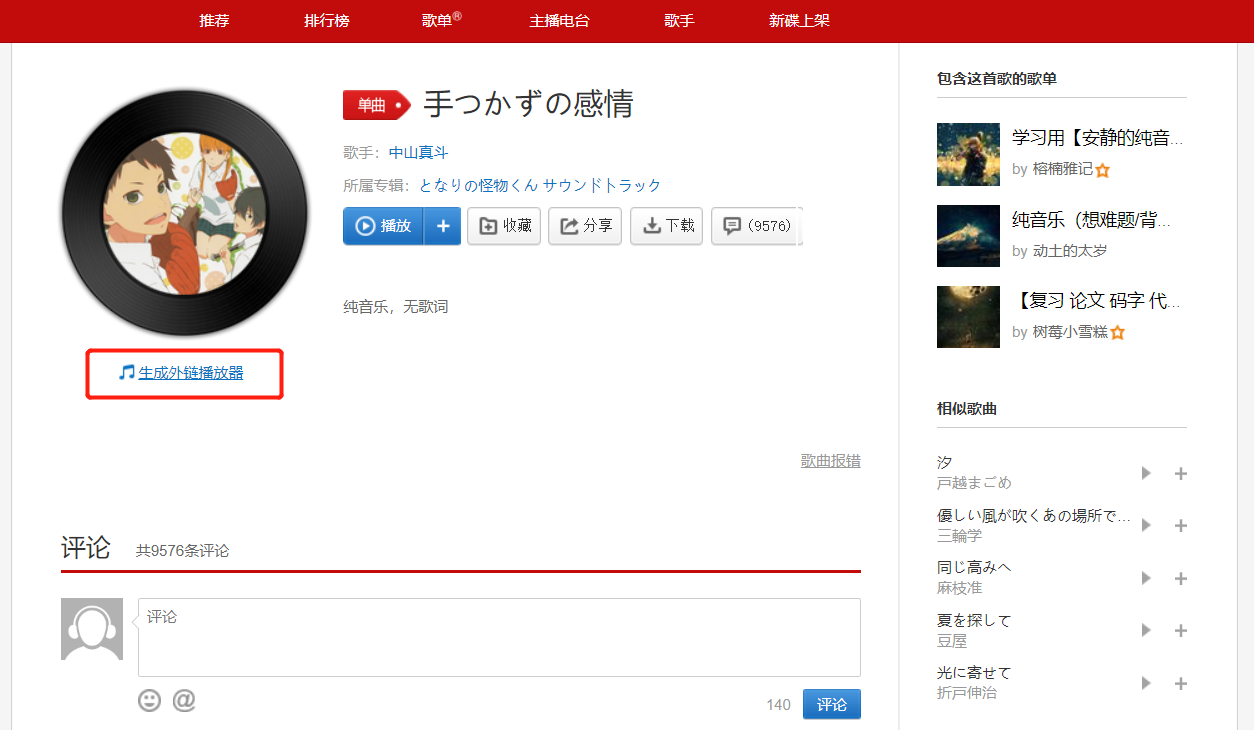 推荐 排行榜 歌单® 主播电台 歌手 新碟上架
单曲 手つかずの感情
歌手：中山真斗
所属专辑：となりの怪物くん サウンドトラック
播放 + 收藏 分享 下载 (9576)
纯音乐，无歌词
生成外链播放器
歌曲报错
评论 共9576条评论
评论
@
140 评论
包含这首歌的歌单
学习用【安静的纯音...
by 榕楠雅记
纯音乐（想难题/背...
by 动土的太岁
【复习 论文 码字 代...
by 树莓小雪糕
相似歌曲
汐
戸越まごめ
優しい風が吹くあの場所で...
三輪学
同じ高みへ
麻枝准
夏を探して
豆屋
光に寄せて
折戸伸治